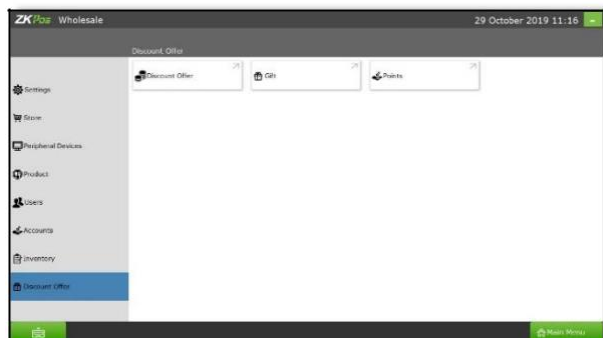 ZKPos Wholesale
29 October 2019 11:16
Discount Offer
Discount Offer
Gift
Points
Settings
Store
Peripheral Devices
Product
Users
Accounts
Inventory
Discount Offer
Main Menu